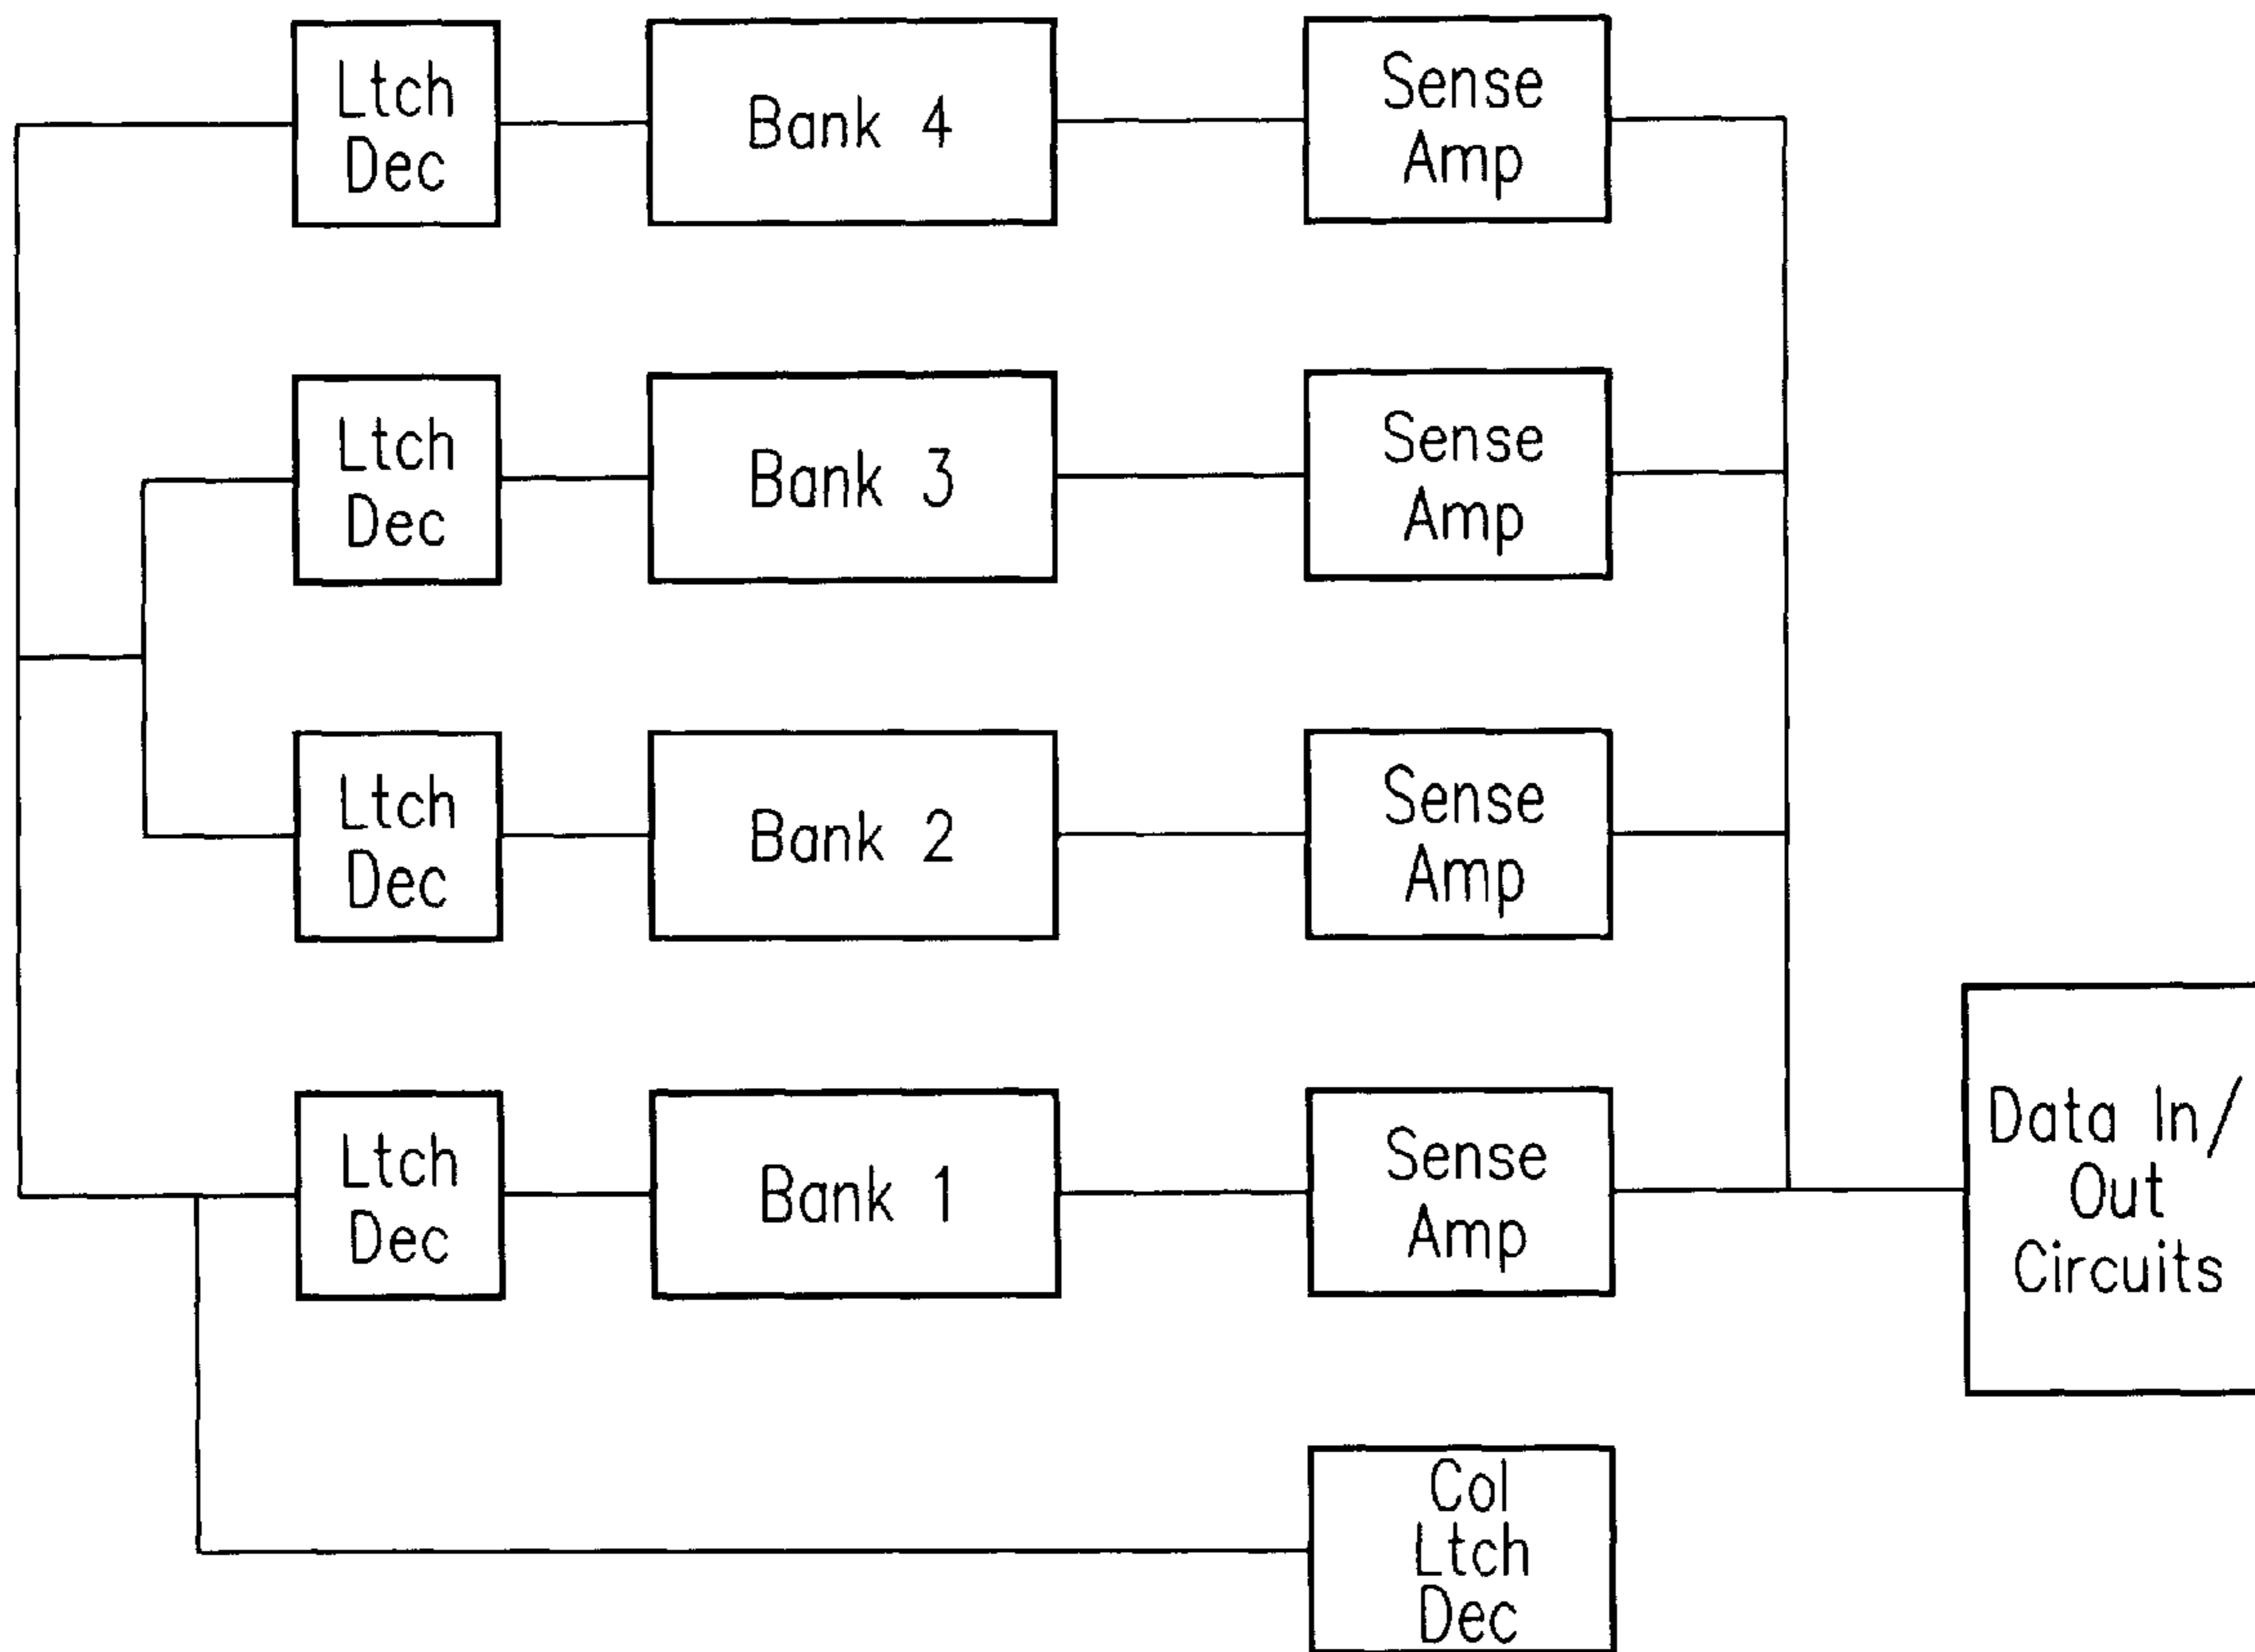 Ltch
Dec
Bank 4
Sense
Amp
Ltch
Dec
Bank 3
Sense
Amp
Ltch
Dec
Bank 2
Sense
Amp
Ltch
Dec
Bank 1
Sense
Amp
Data In/
Out
Circuits
Col
Ltch
Dec